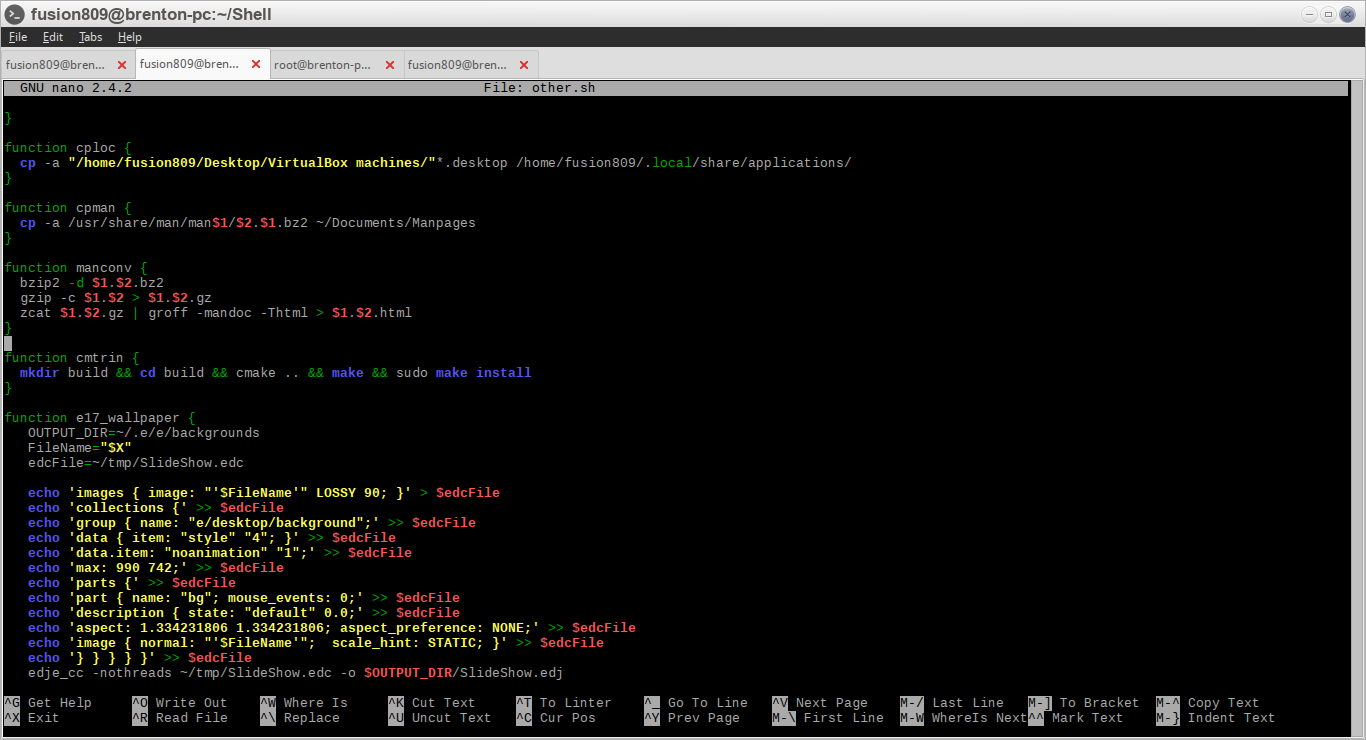 fusion809@brenton-pc:~/Shell
File Edit Tabs Help
fusion809@bren... fusion809@bren... root@brenton-p... fusion809@bren...
GNU nano 2.4.2 File: other.sh
}
function cploc {
  cp -a "/home/fusion809/Desktop/VirtualBox machines/"*.desktop /home/fusion809/.local/share/applications/
}
function cpman {
  cp -a /usr/share/man/man$1/$2.$1.bz2 ~/Documents/Manpages
}
function manconv {
  bzip2 -d $1.$2.bz2
  gzip -c $1.$2 > $1.$2.gz
  zcat $1.$2.gz | groff -mandoc -Thtml > $1.$2.html
}
function cmtrin {
  mkdir build && cd build && cmake .. && make && sudo make install
}
function e17_wallpaper {
   OUTPUT_DIR=~/.e/e/backgrounds
   FileName="$X"
   edcFile=~/tmp/SlideShow.edc
   echo 'images { image: "'$FileName'" LOSSY 90; }' > $edcFile
   echo 'collections {' >> $edcFile
   echo 'group { name: "e/desktop/background";' >> $edcFile
   echo 'data { item: "style" "4"; }' >> $edcFile
   echo 'data.item: "noanimation" "1";' >> $edcFile
   echo 'max: 990 742;' >> $edcFile
   echo 'parts {' >> $edcFile
   echo 'part { name: "bg"; mouse_events: 0;' >> $edcFile
   echo 'description { state: "default" 0.0;' >> $edcFile
   echo 'aspect: 1.334231806 1.334231806; aspect_preference: NONE;' >> $edcFile
   echo 'image { normal: "'$FileName'";  scale_hint: STATIC; }' >> $edcFile
   echo '} } } } }' >> $edcFile
   edje_cc -nothreads ~/tmp/SlideShow.edc -o $OUTPUT_DIR/SlideShow.edj
^G Get Help ^O Write Out ^W Where Is ^K Cut Text ^T To Linter ^_ Go To Line ^V Next Page M-/ Last Line M-] To Bracket M-^ Copy Text
^X Exit ^R Read File ^\ Replace ^U Uncut Text ^C Cur Pos ^Y Prev Page M-\ First Line M-W WhereIs Next ^^ Mark Text M-} Indent Text